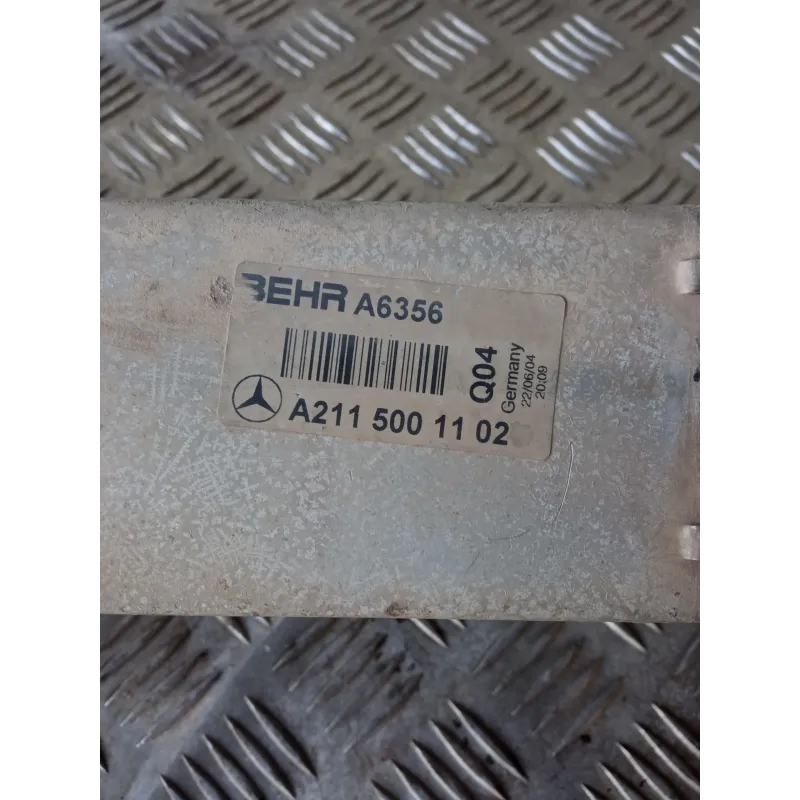 BEHR A6356
A211 500 11 02
Q04
Germany
22/06/04
20:09